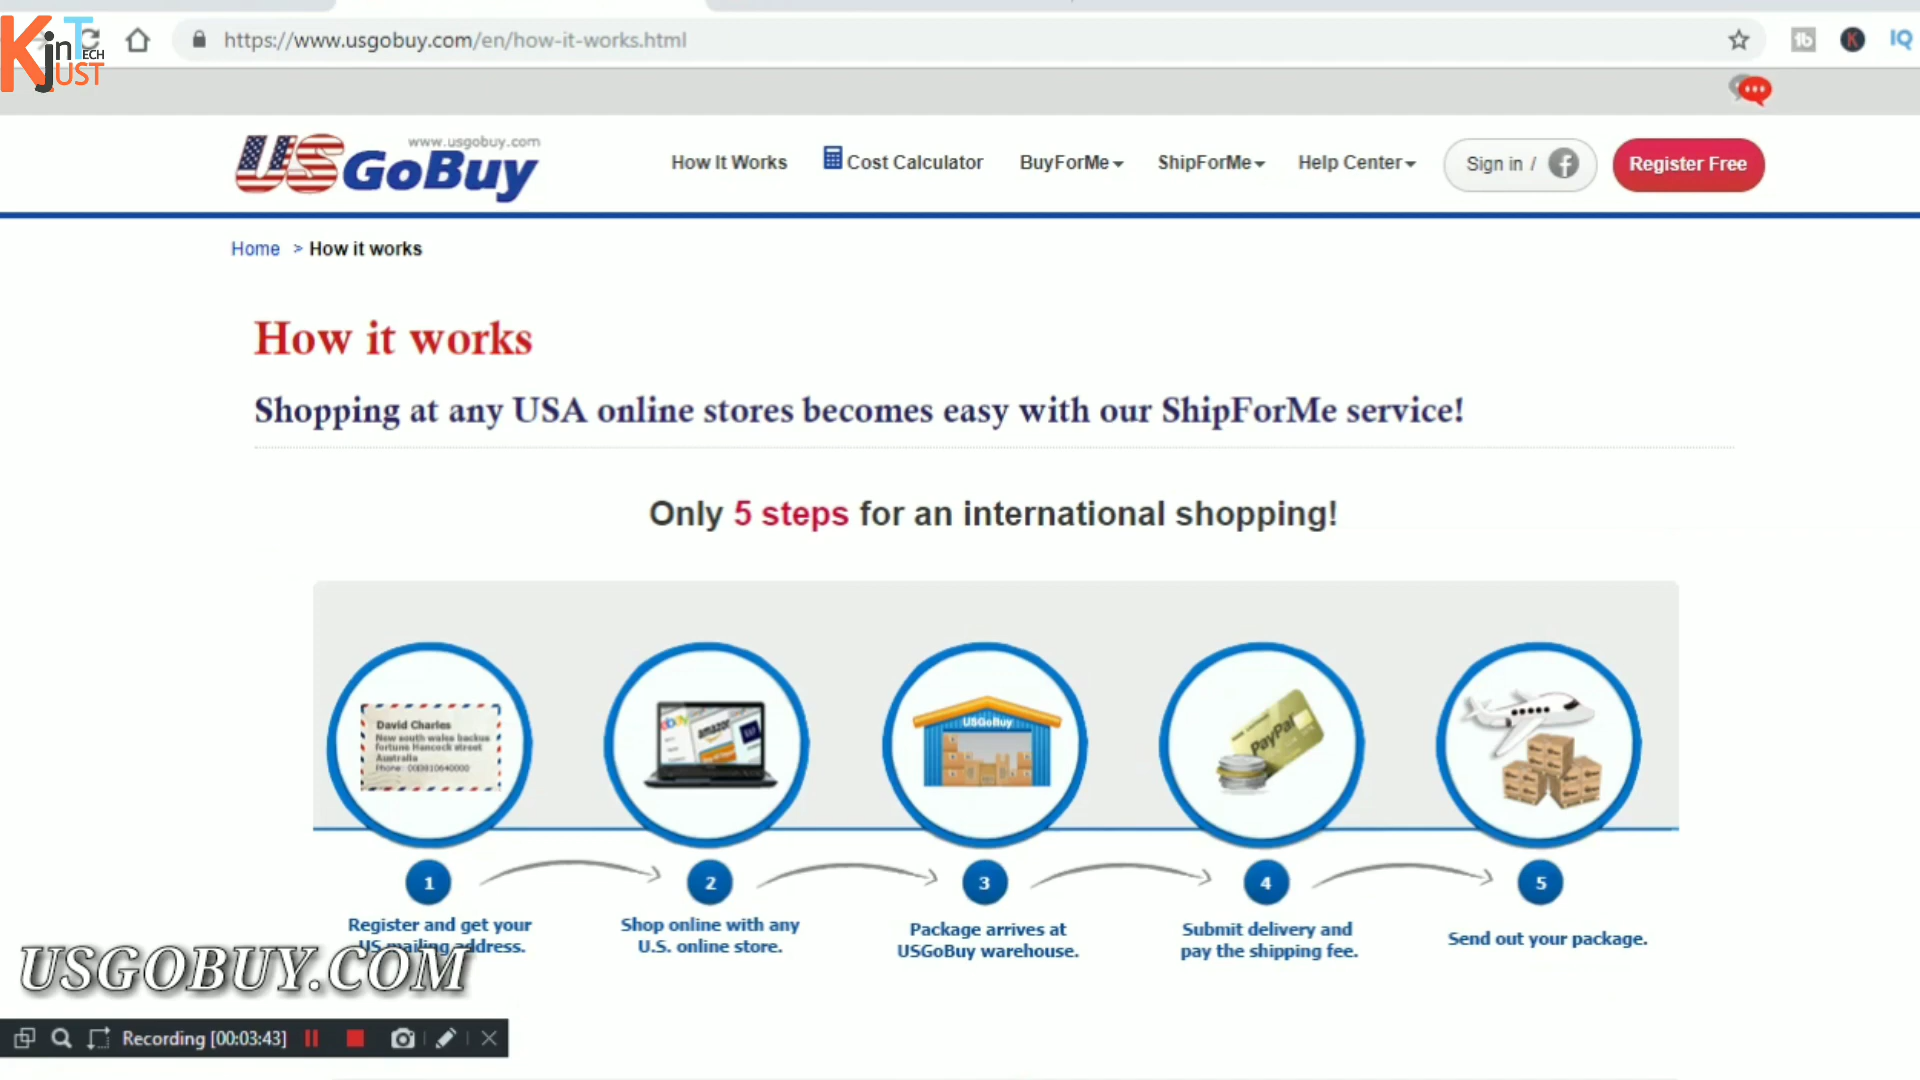 K in TECH
JUST
https://www.usgobuy.com/en/how-it-works.html
www.usgobuy.com
USGoBuy
How It Works
Cost Calculator
BuyForMe
ShipForMe
Help Center
Sign in /
Register Free
Home > How it works
How it works
Shopping at any USA online stores becomes easy with our ShipForMe service!
Only 5 steps for an international shopping!
David Charles
New south wales backus
fortune Hancock street
Australia
ebay
amazon
USGoBuy
PayPal
1
2
3
4
5
Register and get your
US mailing address.
Shop online with any
U.S. online store.
Package arrives at
USGoBuy warehouse.
Submit delivery and
pay the shipping fee.
Send out your package.
USGOBUY.COM
Recording [00:03:43]